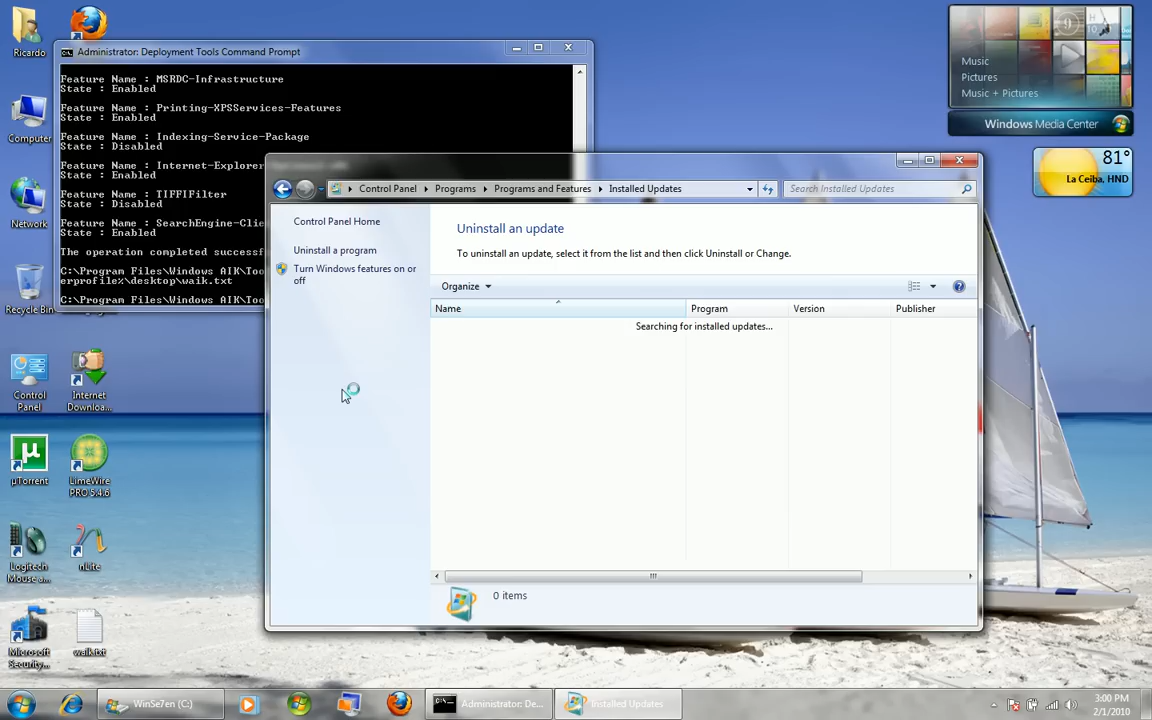 Ricardo
Computer
Network
Recycle Bin
Control
Panel
Internet
Downloa...
µTorrent
LimeWire
PRO 5.4.6
Logitech
Mouse a...
nLite
Microsoft
Security...
waik.txt
Administrator: Deployment Tools Command Prompt
Feature Name : MSRDC-Infrastructure
State : Enabled
Feature Name : Printing-XPSServices-Features
State : Enabled
Feature Name : Indexing-Service-Package
State : Disabled
Feature Name : Internet-Explorer
State : Enabled
Feature Name : TIFFIFilter
State : Disabled
Feature Name : SearchEngine-Clie
State : Enabled
The operation completed successf
C:\Program Files\Windows AIK\Too
erprofile%\desktop\waik.txt
C:\Program Files\Windows AIK\Too
Control Panel
Programs
Programs and Features
Installed Updates
Search Installed Updates
Control Panel Home
Uninstall a program
Turn Windows features on or
off
Uninstall an update
To uninstall an update, select it from the list and then click Uninstall or Change.
Organize
Name
Program
Version
Publisher
Searching for installed updates...
0 items
Music
Pictures
Music + Pictures
Windows Media Center
81°
La Ceiba, HND
WinSe7en (C:)
Administrator: De...
Installed Updates
3:00 PM
2/1/2010